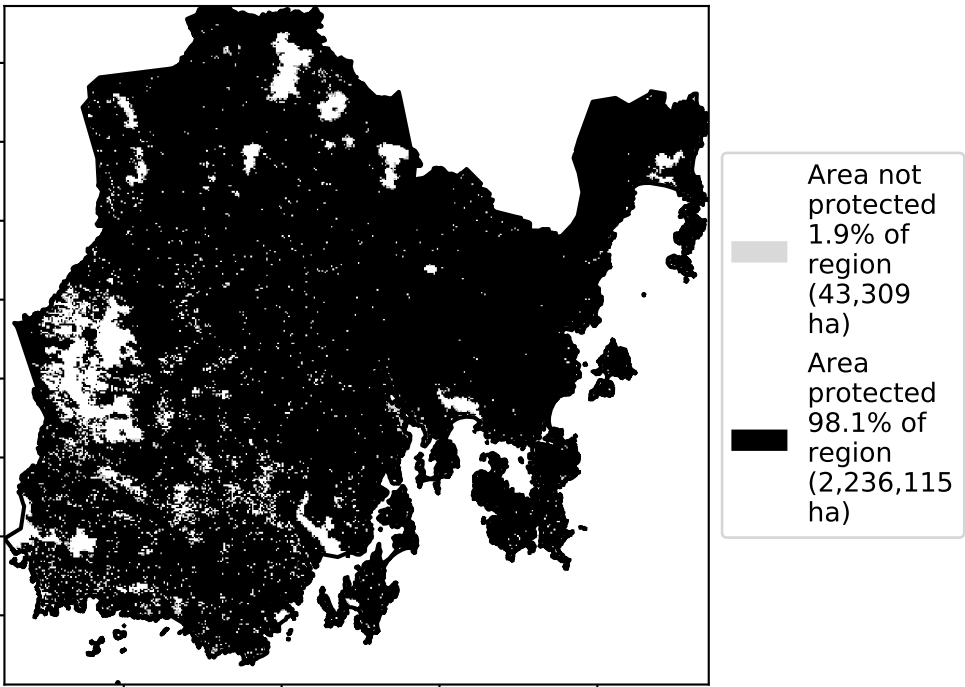 Area not
protected
1.9% of
region
(43,309
ha)
Area
protected
98.1% of
region
(2,236,115
ha)